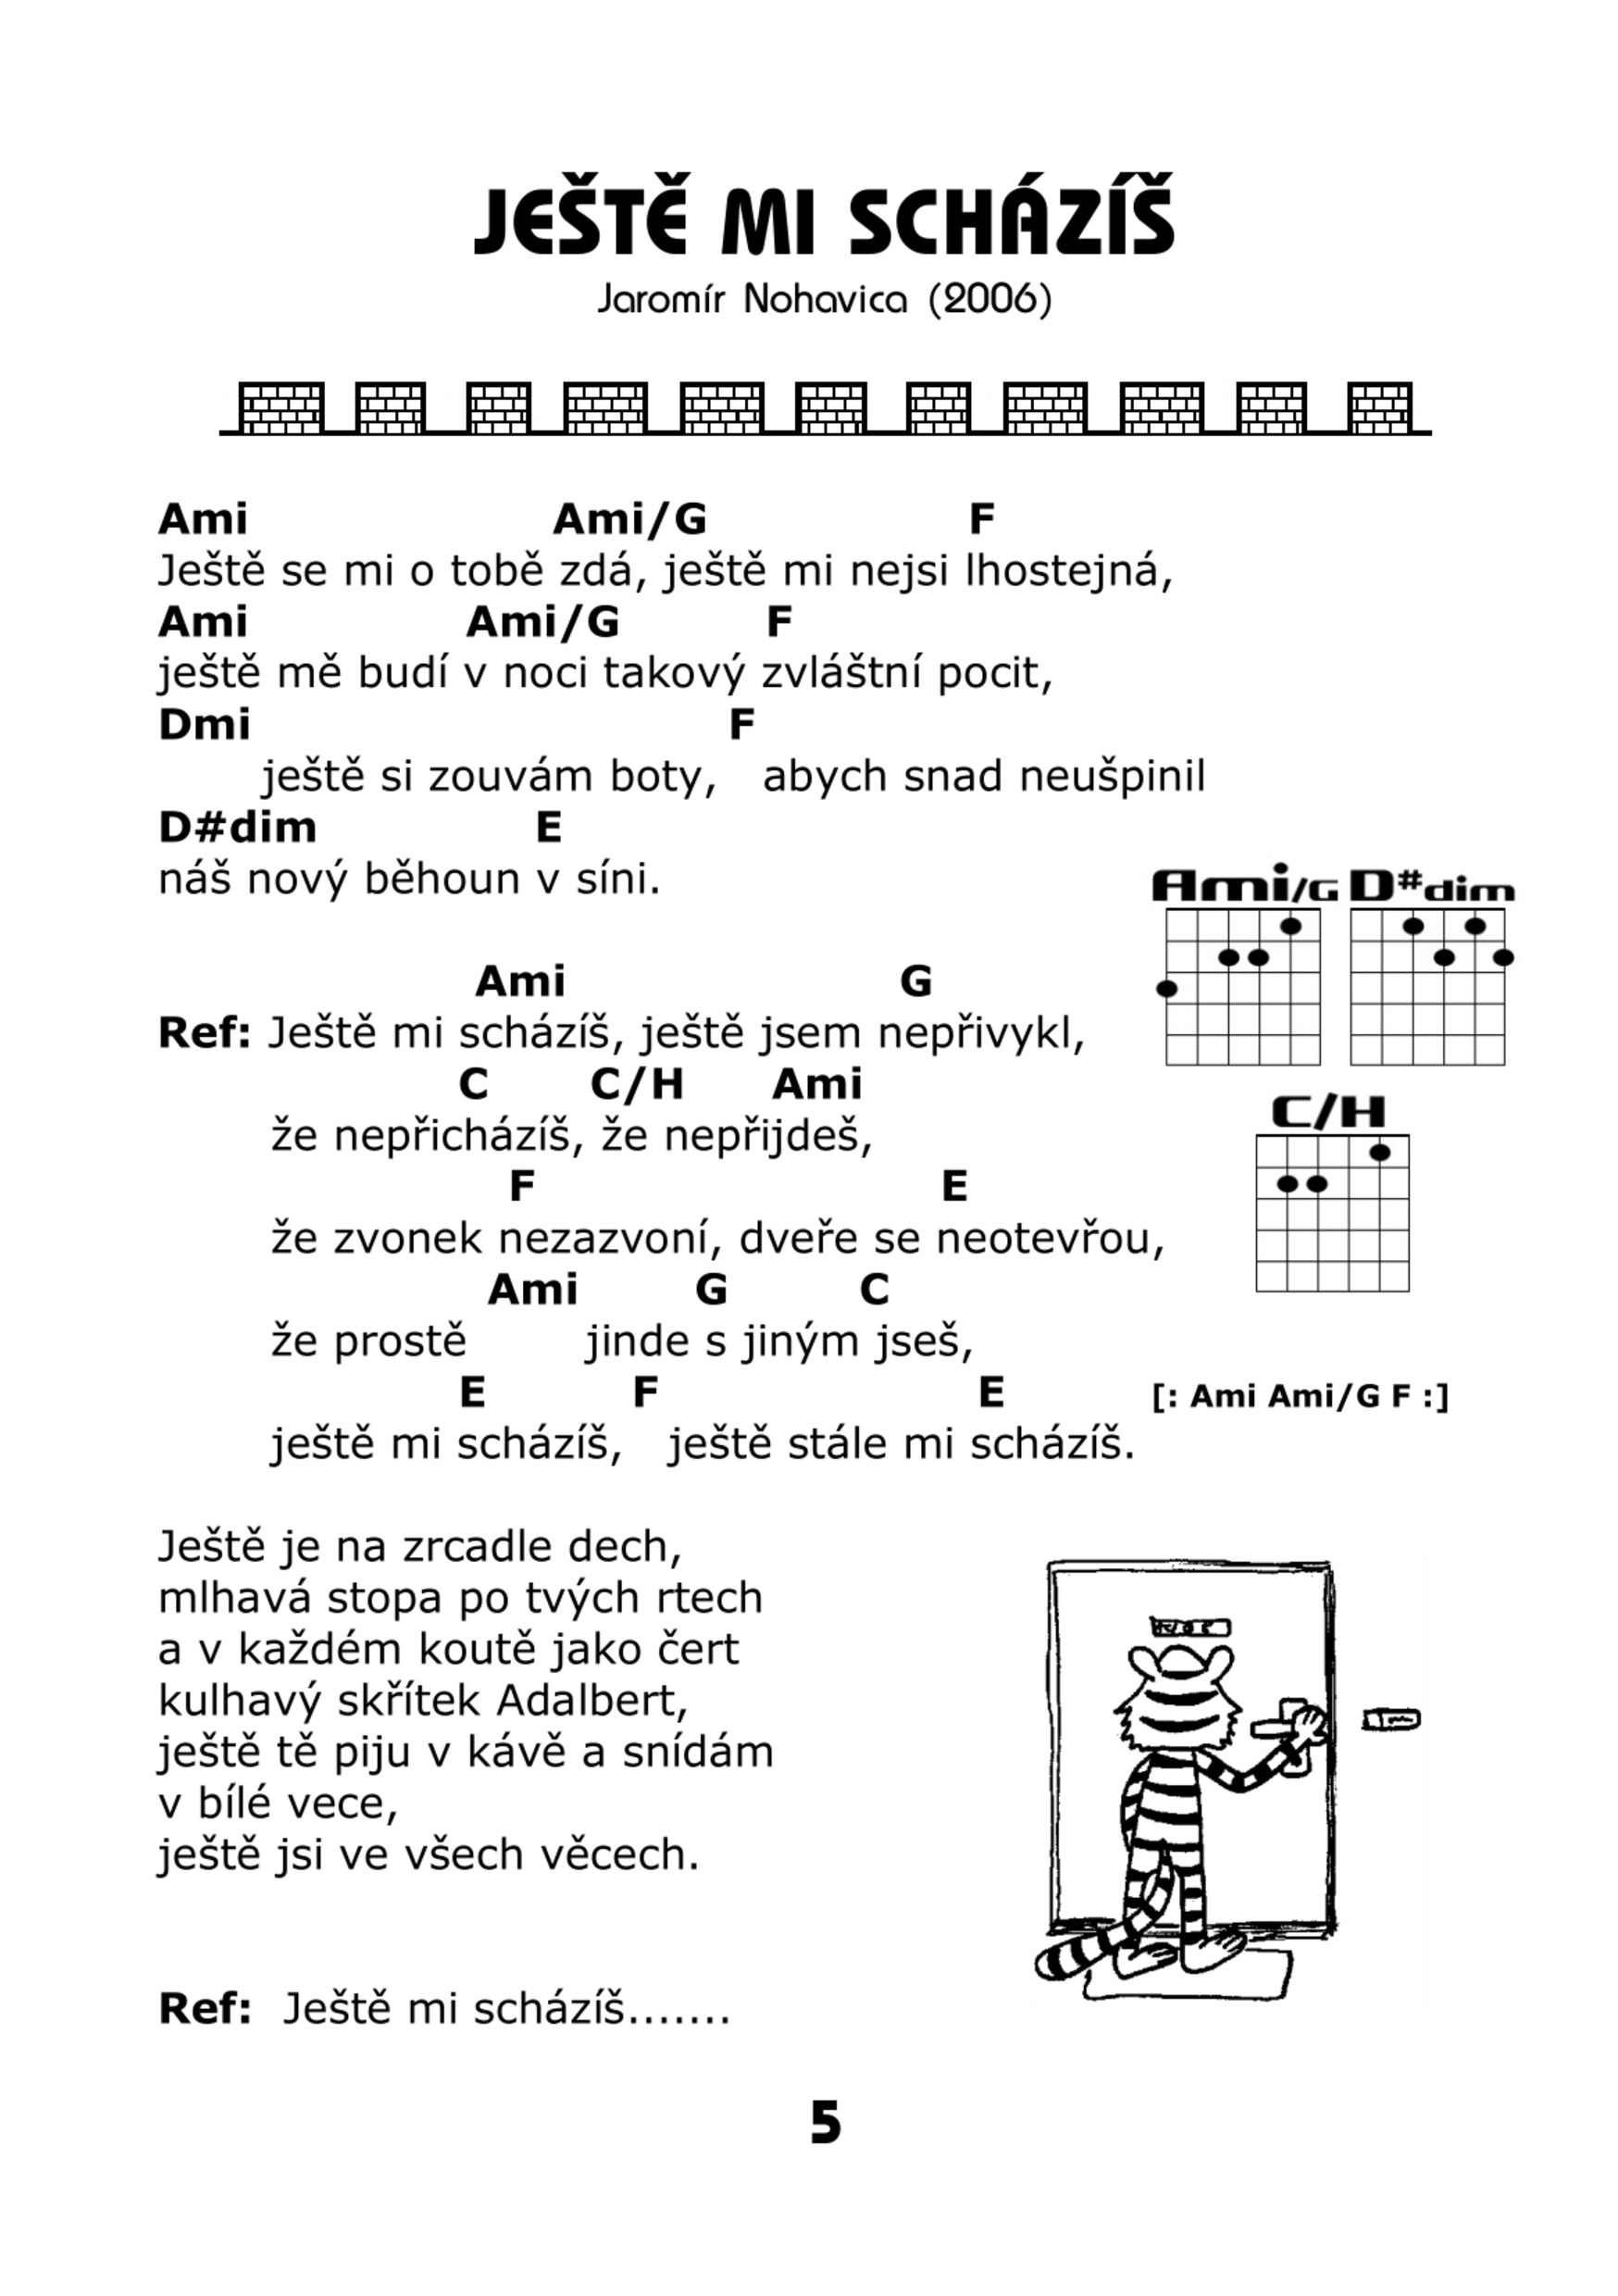 JEŠTĚ MI SCHÁZÍŠ
Jaromír Nohavica (2006)
Ami Ami/G F
Ještě se mi o tobě zdá, ještě mi nejsi lhostejná,
Ami Ami/G F
ještě mě budí v noci takový zvláštní pocit,
Dmi F
ještě si zouvám boty, abych snad neušpinil
D#dim E
náš nový běhoun v síni.
Ami/G D#dim
Ami G
Ref: Ještě mi scházíš, ještě jsem nepřivykl,
C C/H Ami
že nepřicházíš, že nepřijdeš,
C/H
F E
že zvonek nezazvoní, dveře se neotevřou,
Ami G C
že prostě jinde s jiným jseš,
E F E [: Ami Ami/G F :]
ještě mi scházíš, ještě stále mi scházíš.
Ještě je na zrcadle dech,
mlhavá stopa po tvých rtech
a v každém koutě jako čert
kulhavý skřítek Adalbert,
ještě tě piju v kávě a snídám
v bílé vece,
ještě jsi ve všech věcech.
Ref: Ještě mi scházíš.......
5